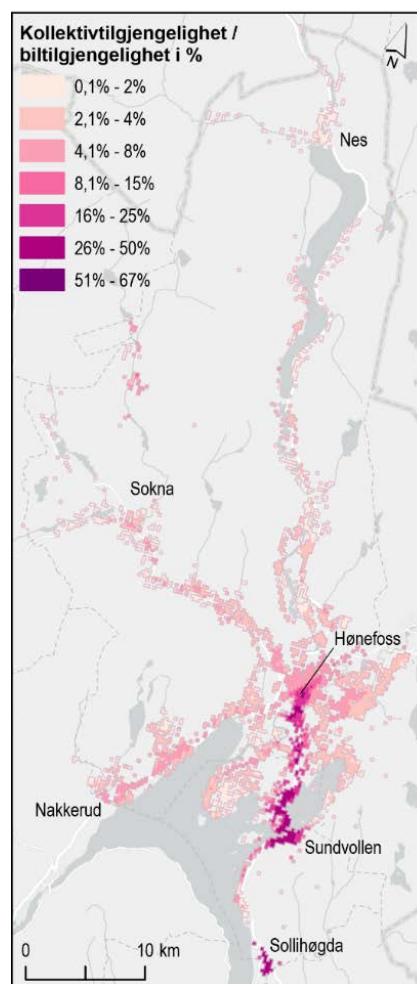 Kollektivtilgjengelighet /
biltilgjengelighet i %
0,1% - 2%
2,1% - 4%
4,1% - 8%
8,1% - 15%
16% - 25%
26% - 50%
51% - 67%
N
Nes
Sokna
Hønefoss
Nakkerud
Sundvollen
Sollihøgda
0 10 km